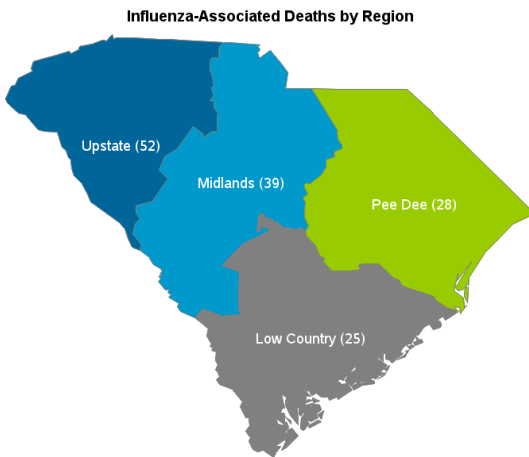 Influenza-Associated Deaths by Region
Upstate (52)
Midlands (39)
Pee Dee (28)
Low Country (25)